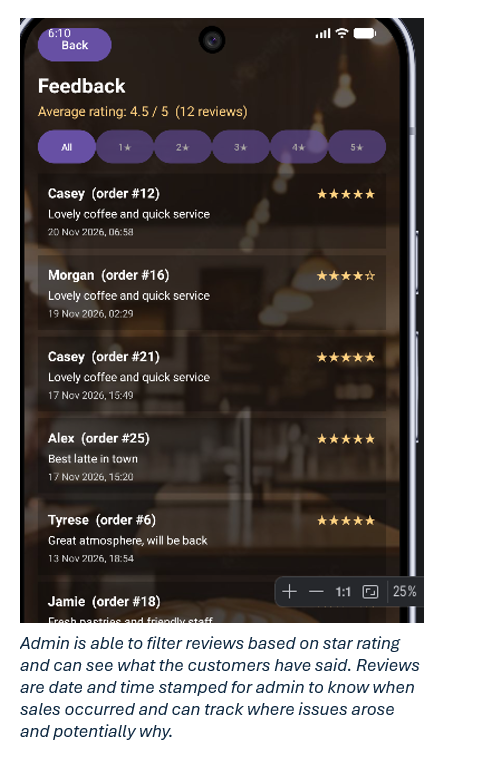 6:10
Back
Feedback
Average rating: 4.5 / 5 (12 reviews)
All 1★ 2★ 3★ 4★ 5★
Casey (order #12) ★★★★★
Lovely coffee and quick service
20 Nov 2026, 06:58
Morgan (order #16) ★★★★☆
Lovely coffee and quick service
19 Nov 2026, 02:29
Casey (order #21) ★★★★★
Lovely coffee and quick service
17 Nov 2026, 15:49
Alex (order #25) ★★★★★
Best latte in town
17 Nov 2026, 15:20
Tyrese (order #6) ★★★★★
Great atmosphere, will be back
13 Nov 2026, 18:54
1:1 25%
Jamie (order #18)
Fresh pastries and friendly staff
Admin is able to filter reviews based on star rating
and can see what the customers have said. Reviews
are date and time stamped for admin to know when
sales occurred and can track where issues arose
and potentially why.